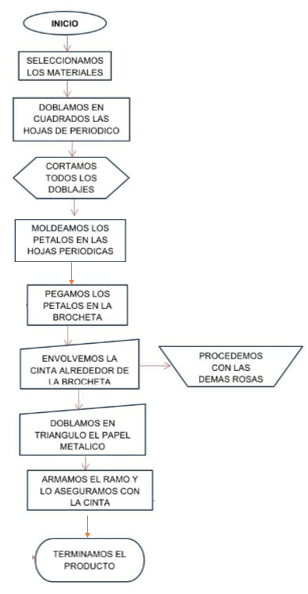 INICIO
SELECCIONAMOS
LOS MATERIALES
DOBLAMOS EN
CUADRADOS LAS
HOJAS DE PERIODICO
CORTAMOS
TODOS LOS
DOBLAJES
MOLDEAMOS LOS
PETALOS EN LAS
HOJAS PERIODICAS
PEGAMOS LOS
PETALOS EN LA
BROCHETA
ENVOLVEMOS LA
CINTA ALREDEDOR DE
LA BROCHETA
PROCEDEMOS
CON LAS
DEMAS ROSAS
DOBLAMOS EN
TRIANGULO EL PAPEL
METALICO
ARMAMOS EL RAMO Y
LO ASEGURAMOS CON
LA CINTA
TERMINAMOS EL
PRODUCTO